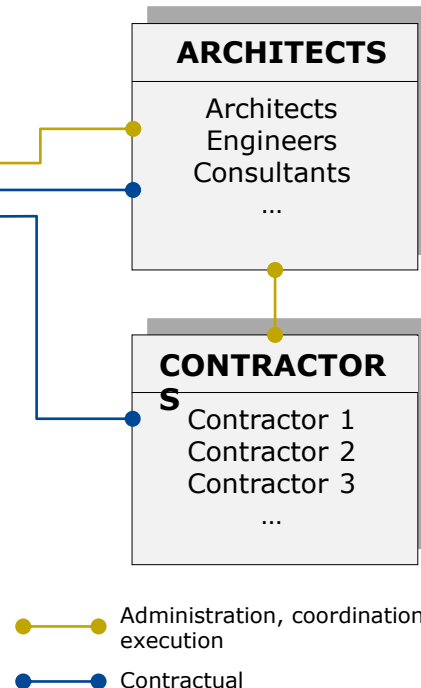 ARCHITECTS
Architects
Engineers
Consultants
…
CONTRACTOR
S
Contractor 1
Contractor 2
Contractor 3
…
Administration, coordination
execution
Contractual